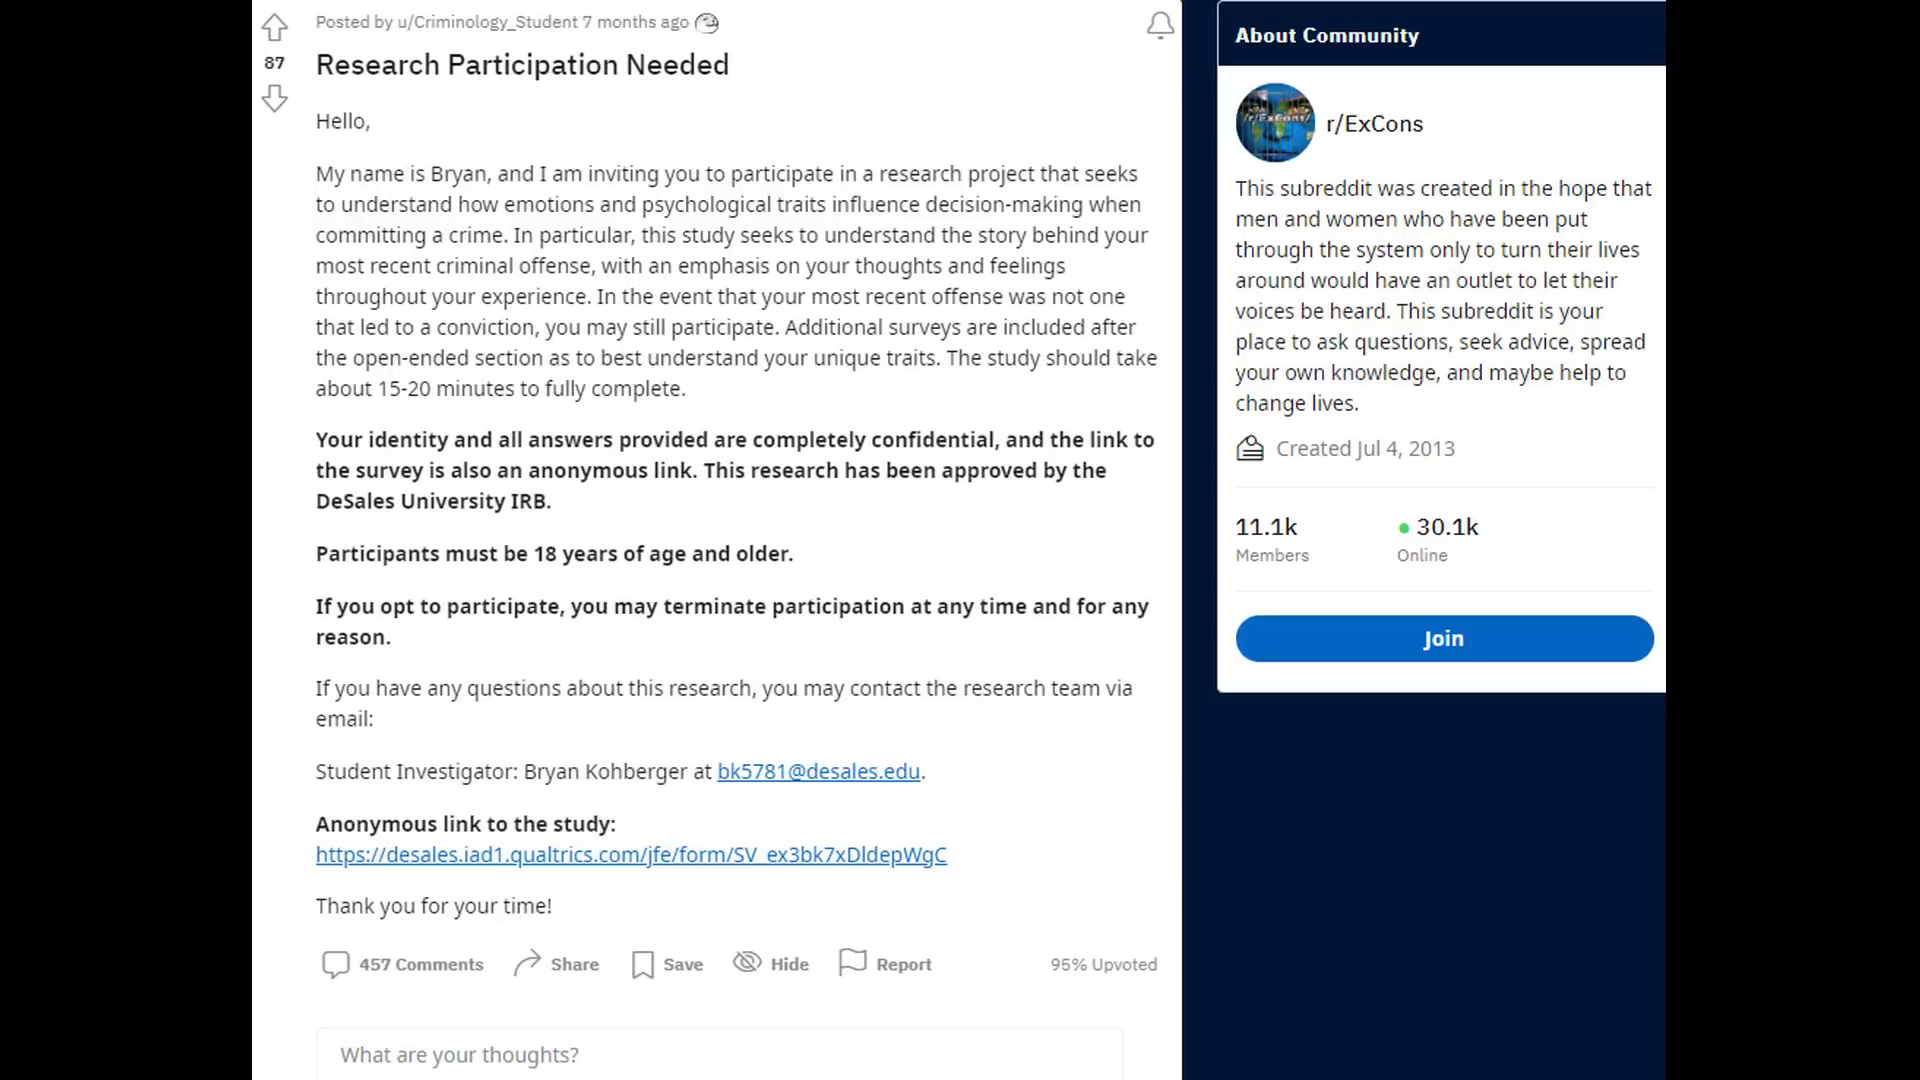 Posted by u/Criminology_Student 7 months ago
87
Research Participation Needed
Hello,
My name is Bryan, and I am inviting you to participate in a research project that seeks
to understand how emotions and psychological traits influence decision-making when
committing a crime. In particular, this study seeks to understand the story behind your
most recent criminal offense, with an emphasis on your thoughts and feelings
throughout your experience. In the event that your most recent offense was not one
that led to a conviction, you may still participate. Additional surveys are included after
the open-ended section as to best understand your unique traits. The study should take
about 15-20 minutes to fully complete.
Your identity and all answers provided are completely confidential, and the link to
the survey is also an anonymous link. This research has been approved by the
DeSales University IRB.
Participants must be 18 years of age and older.
If you opt to participate, you may terminate participation at any time and for any
reason.
If you have any questions about this research, you may contact the research team via
email:
Student Investigator: Bryan Kohberger at bk5781@desales.edu.
Anonymous link to the study:
https://desales.iad1.qualtrics.com/jfe/form/SV_ex3bk7xDldepWgC
Thank you for your time!
457 Comments Share Save Hide Report 95% Upvoted
What are your thoughts?
About Community
/r/ExCons/
r/ExCons
This subreddit was created in the hope that
men and women who have been put
through the system only to turn their lives
around would have an outlet to let their
voices be heard. This subreddit is your
place to ask questions, seek advice, spread
your own knowledge, and maybe help to
change lives.
Created Jul 4, 2013
11.1k 30.1k
Members Online
Join